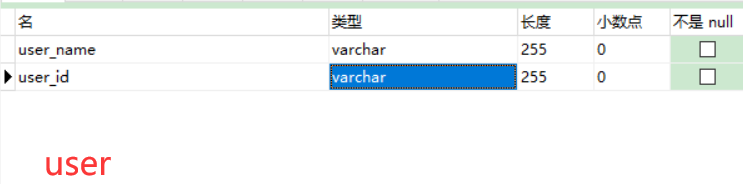 名 类型 长度 小数点 不是 null
user_name varchar 255 0
user_id varchar 255 0
user